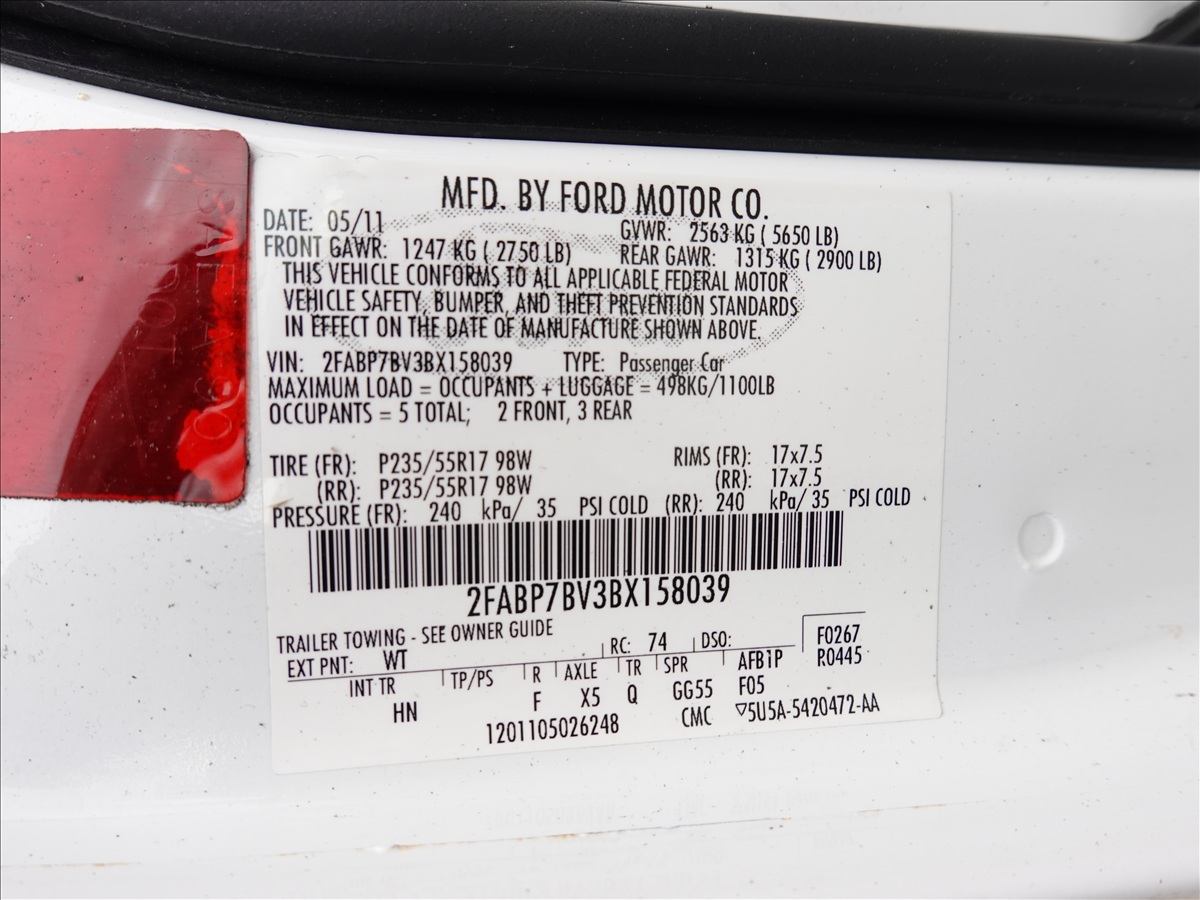 MFD. BY FORD MOTOR CO.
DATE: 05/11 GVWR: 2563 KG ( 5650 LB)
FRONT GAWR: 1247 KG ( 2750 LB) REAR GAWR: 1315 KG ( 2900 LB)
THIS VEHICLE CONFORMS TO ALL APPLICABLE FEDERAL MOTOR
VEHICLE SAFETY, BUMPER, AND THEFT PREVENTION STANDARDS
IN EFFECT ON THE DATE OF MANUFACTURE SHOWN ABOVE.
VIN: 2FABP7BV3BX158039 TYPE: Passenger Car
MAXIMUM LOAD = OCCUPANTS + LUGGAGE = 498KG/1100LB
OCCUPANTS = 5 TOTAL; 2 FRONT, 3 REAR
TIRE (FR): P235/55R17 98W RIMS (FR): 17x7.5
(RR): P235/55R17 98W (RR): 17x7.5
PRESSURE (FR): 240 kPa/ 35 PSI COLD (RR): 240 kPa/ 35 PSI COLD
2FABP7BV3BX158039
TRAILER TOWING - SEE OWNER GUIDE
EXT PNT: WT RC: 74 DSO: F0267
INT TR TP/PS R AXLE TR SPR AFB1P R0445
HN F X5 Q GG55 F05
1201105026248 CMC ▽5U5A-5420472-AA